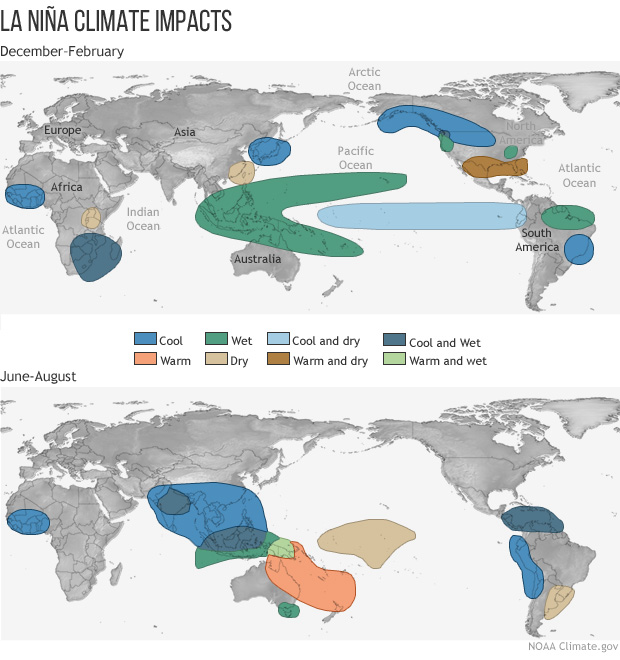 LA NIÑA CLIMATE IMPACTS
December-February
Arctic
Ocean
Europe
Asia
North
America
Pacific
Ocean
Africa
Atlantic
Ocean
Indian
Ocean
Atlantic
Ocean
South
America
Australia
Cool
Wet
Cool and dry
Cool and Wet
Warm
Dry
Warm and dry
Warm and wet
June-August
NOAA Climate.gov